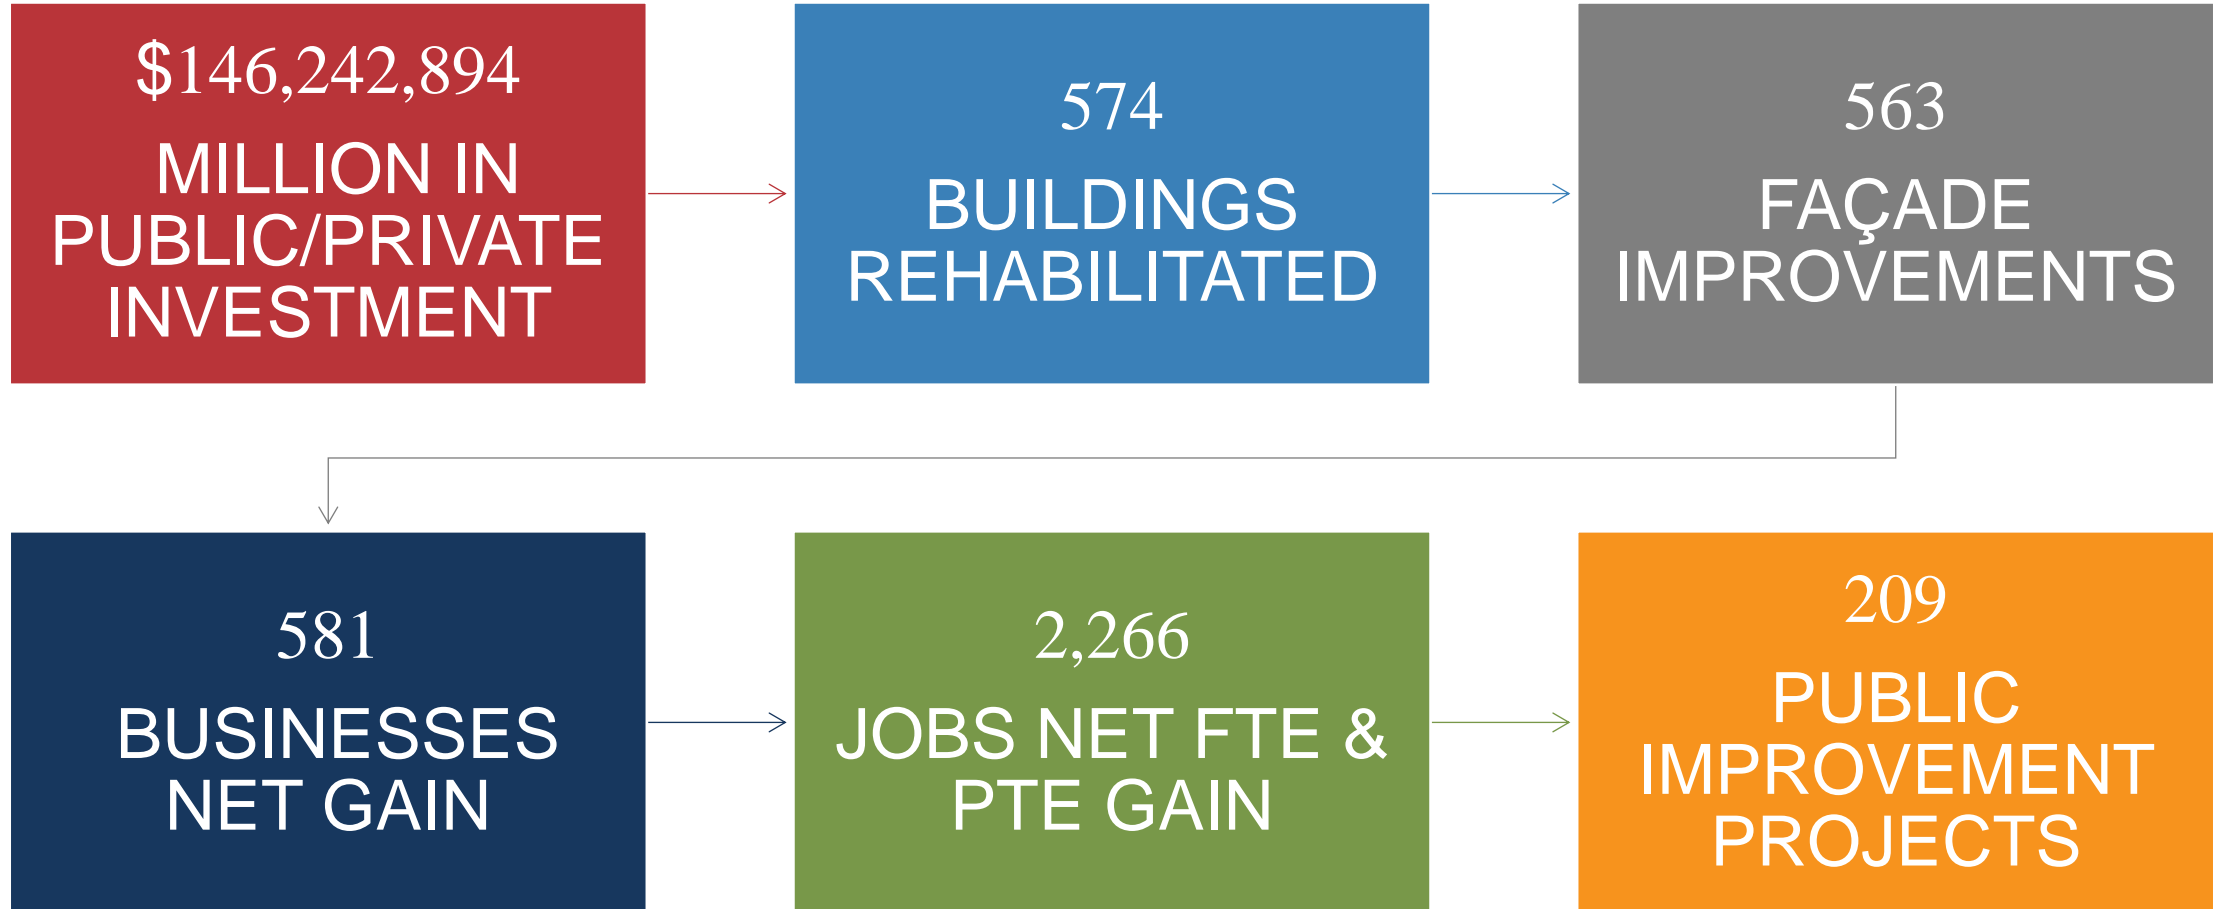 $146,242,894
MILLION IN
PUBLIC/PRIVATE
INVESTMENT
574
BUILDINGS
REHABILITATED
563
FAÇADE
IMPROVEMENTS
581
BUSINESSES
NET GAIN
2,266
JOBS NET FTE &
PTE GAIN
209
PUBLIC
IMPROVEMENT
PROJECTS